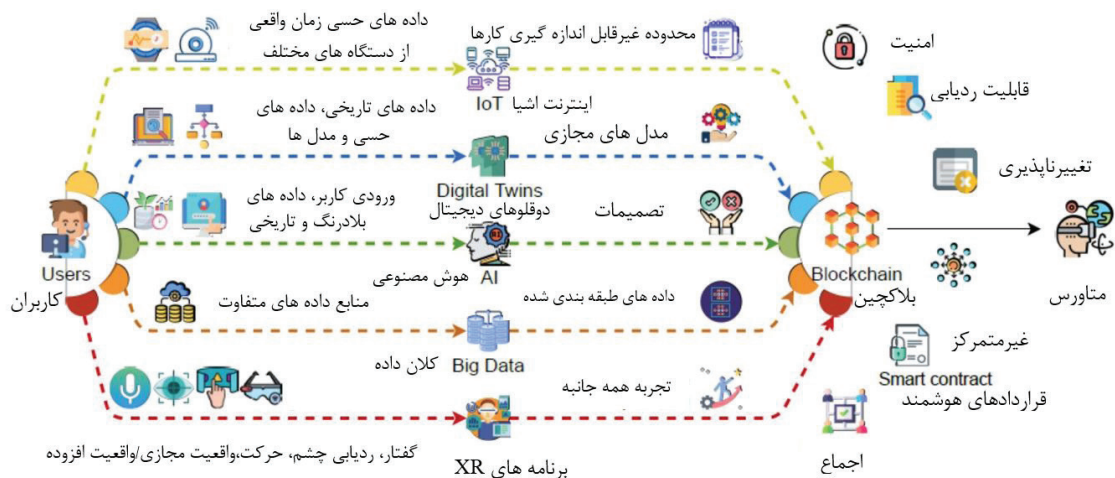 داده های حسی زمان واقعی
از دستگاه های مختلف
IoT
اینترنت اشیا
محدوده غیرقابل اندازه گیری کارها
داده های تاریخی، داده های
حسی و مدل ها
Digital Twins
دوقلوهای دیجیتال
مدل های مجازی
ورودی کاربر، داده های
بلادرنگ و تاریخی
AI
هوش مصنوعی
تصمیمات
Users
کاربران
منابع داده های متفاوت
Big Data
کلان داده
داده های طبقه بندی شده
گفتار، ردیابی چشم، حرکت،واقعیت مجازی/واقعیت افزوده
برنامه های XR
تجربه همه جانبه
Blockchain
بلاکچین
امنیت
قابلیت ردیابی
تغییرناپذیری
غیرمتمرکز
Smart contract
قراردادهای هوشمند
اجماع
متاورس